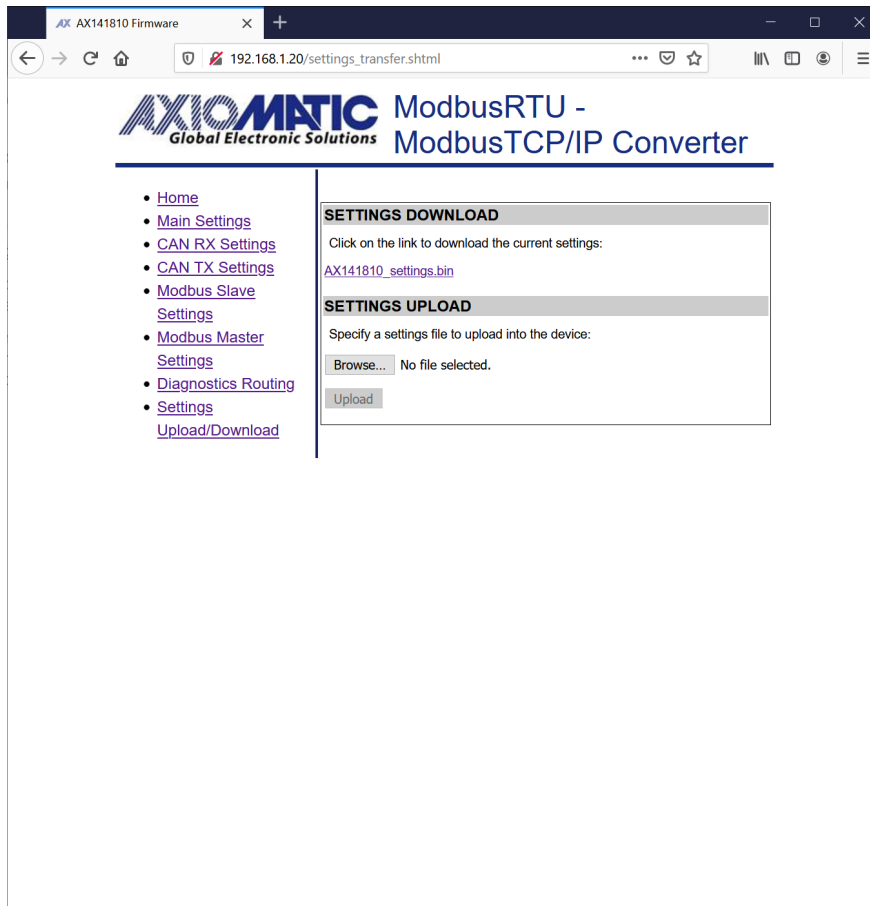 AX AX141810 Firmware
192.168.1.20/settings_transfer.shtml
AXIOMATIC
Global Electronic Solutions
ModbusRTU -
ModbusTCP/IP Converter
Home
Main Settings
CAN RX Settings
CAN TX Settings
Modbus Slave
Settings
Modbus Master
Settings
Diagnostics Routing
Settings
Upload/Download
SETTINGS DOWNLOAD
Click on the link to download the current settings:
AX141810_settings.bin
SETTINGS UPLOAD
Specify a settings file to upload into the device:
Browse... No file selected.
Upload